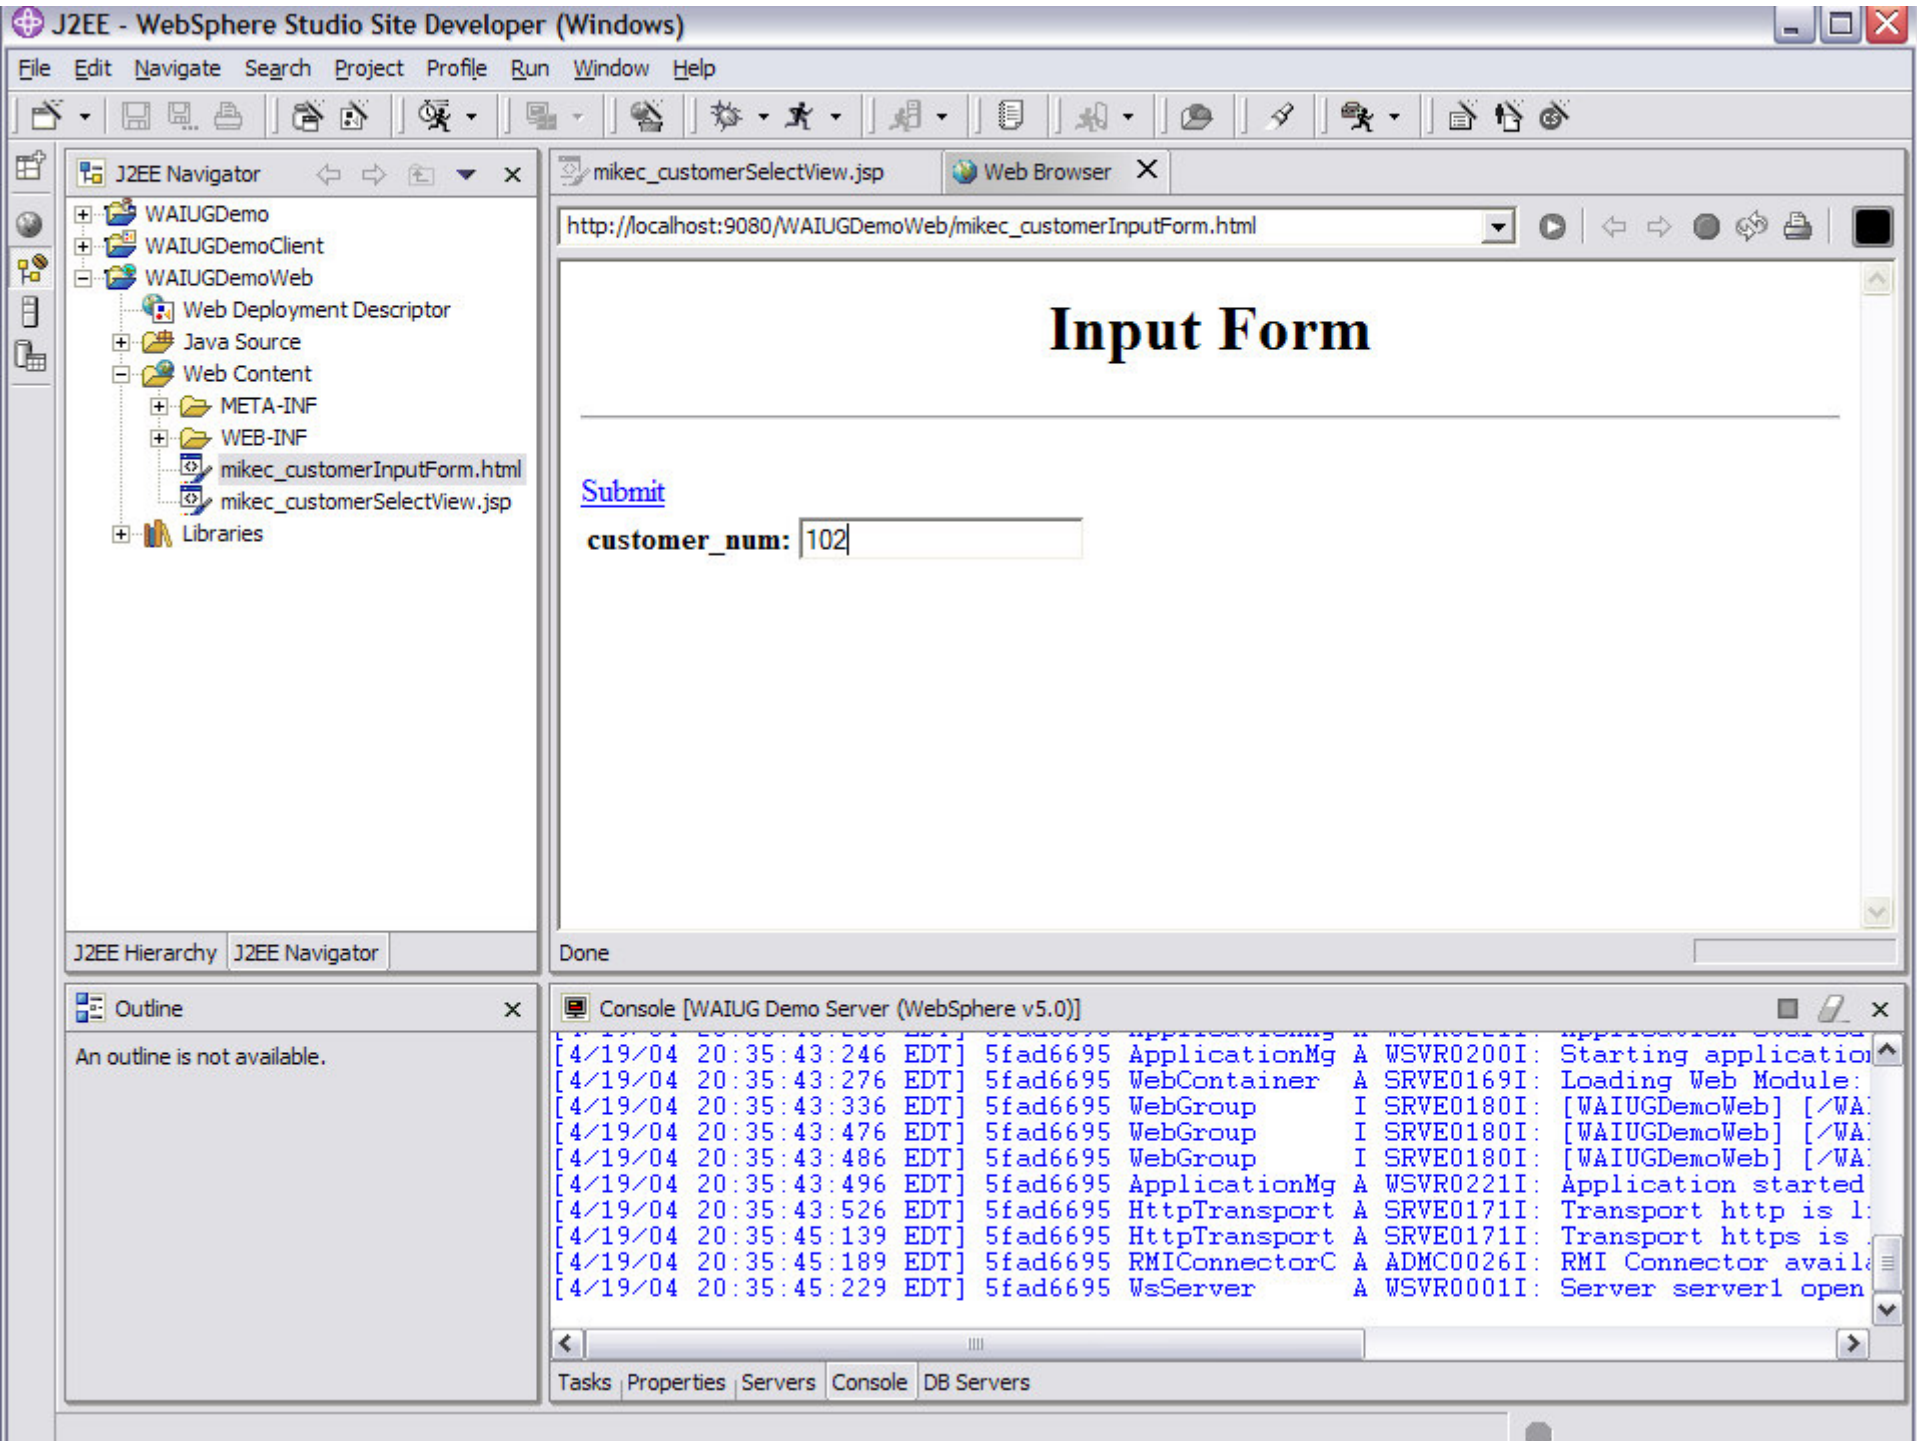 J2EE - WebSphere Studio Site Developer (Windows)
File Edit Navigate Search Project Profile Run Window Help
J2EE Navigator
WAIUGDemo
WAIUGDemoClient
WAIUGDemoWeb
Web Deployment Descriptor
Java Source
Web Content
META-INF
WEB-INF
mikec_customerInputForm.html
mikec_customerSelectView.jsp
Libraries
J2EE Hierarchy J2EE Navigator
mikec_customerSelectView.jsp Web Browser
http://localhost:9080/WAIUGDemoWeb/mikec_customerInputForm.html
Input Form
Submit
customer_num: 102
Done
Outline
An outline is not available.
Console [WAIUG Demo Server (WebSphere v5.0)]
[4/19/04 20:35:43:246 EDT] 5fad6695 ApplicationMg A WSVR0200I: Starting application
[4/19/04 20:35:43:276 EDT] 5fad6695 WebContainer A SRVE0169I: Loading Web Module:
[4/19/04 20:35:43:336 EDT] 5fad6695 WebGroup I SRVE0180I: [WAIUGDemoWeb] [/WA
[4/19/04 20:35:43:476 EDT] 5fad6695 WebGroup I SRVE0180I: [WAIUGDemoWeb] [/WA
[4/19/04 20:35:43:486 EDT] 5fad6695 WebGroup I SRVE0180I: [WAIUGDemoWeb] [/WA
[4/19/04 20:35:43:496 EDT] 5fad6695 ApplicationMg A WSVR0221I: Application started
[4/19/04 20:35:43:526 EDT] 5fad6695 HttpTransport A SRVE0171I: Transport http is
[4/19/04 20:35:45:139 EDT] 5fad6695 HttpTransport A SRVE0171I: Transport https is
[4/19/04 20:35:45:189 EDT] 5fad6695 RMIConnectorC A ADMC0026I: RMI Connector avail
[4/19/04 20:35:45:229 EDT] 5fad6695 WsServer A WSVR0001I: Server server1 open
Tasks Properties Servers Console DB Servers